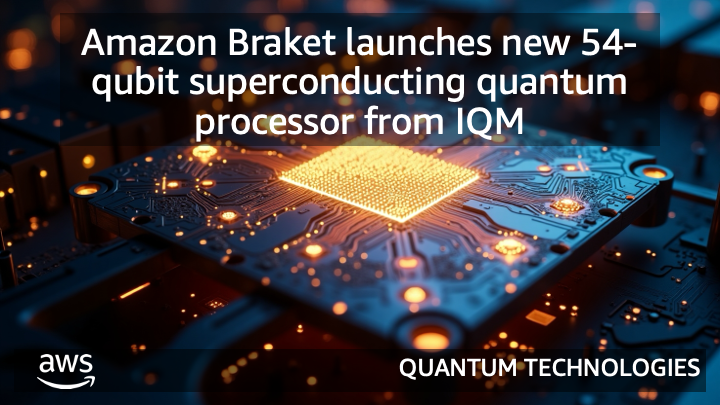 Amazon Braket launches new 54-
qubit superconducting quantum
processor from IQM
aws
QUANTUM TECHNOLOGIES